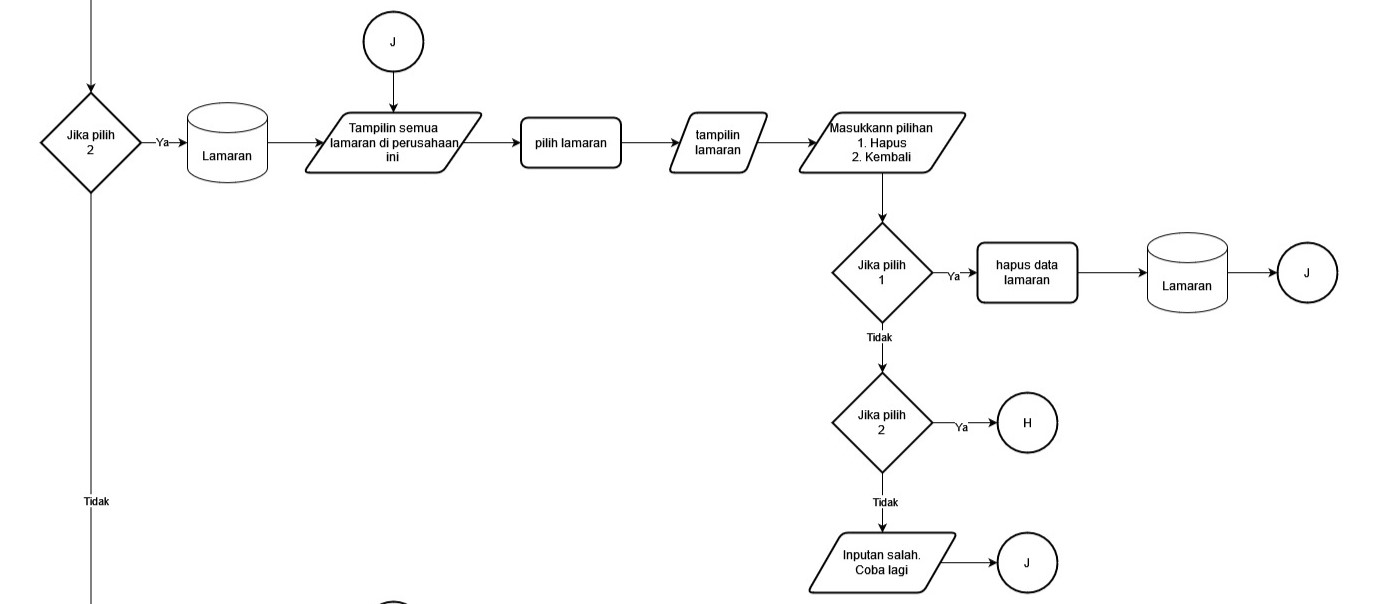 J
Jika pilih
2
Ya
Lamaran
Tampilin semua
lamaran di perusahaan
ini
pilih lamaran
tampilin
lamaran
Masukkann pilihan
1. Hapus
2. Kembali
Jika pilih
1
Ya
hapus data
lamaran
Lamaran
J
Tidak
Jika pilih
2
Ya
H
Tidak
Tidak
Inputan salah.
Coba lagi
J